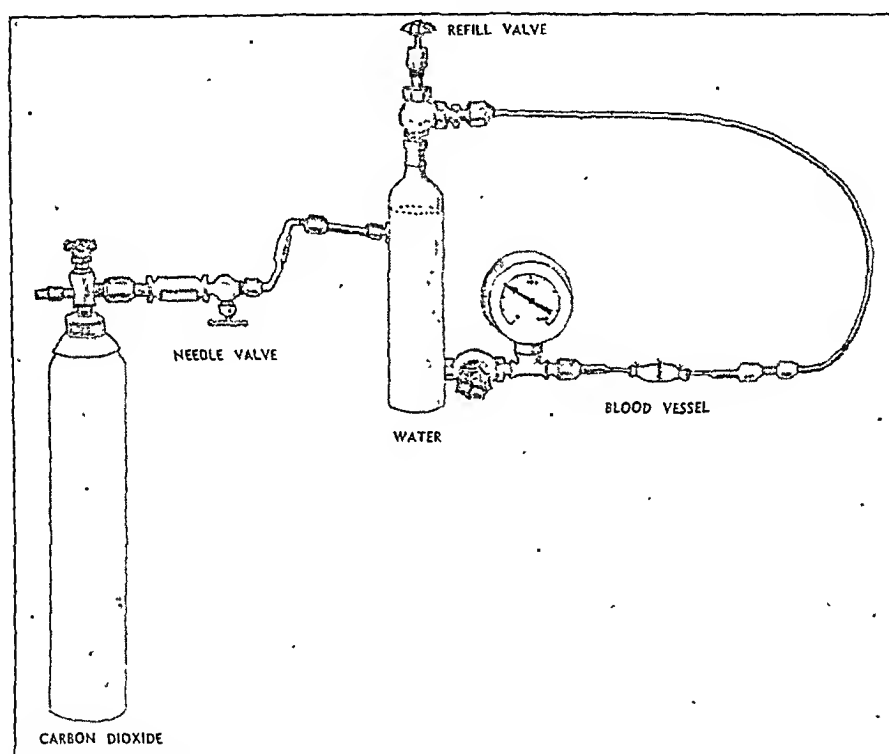 REFILL VALVE
NEEDLE VALVE
BLOOD VESSEL
WATER
CARBON DIOXIDE